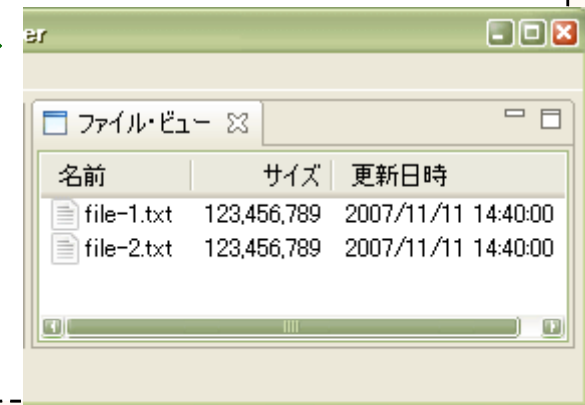 er
ファイル・ビュー
名前 サイズ 更新日時
file-1.txt 123,456,789 2007/11/11 14:40:00
file-2.txt 123,456,789 2007/11/11 14:40:00